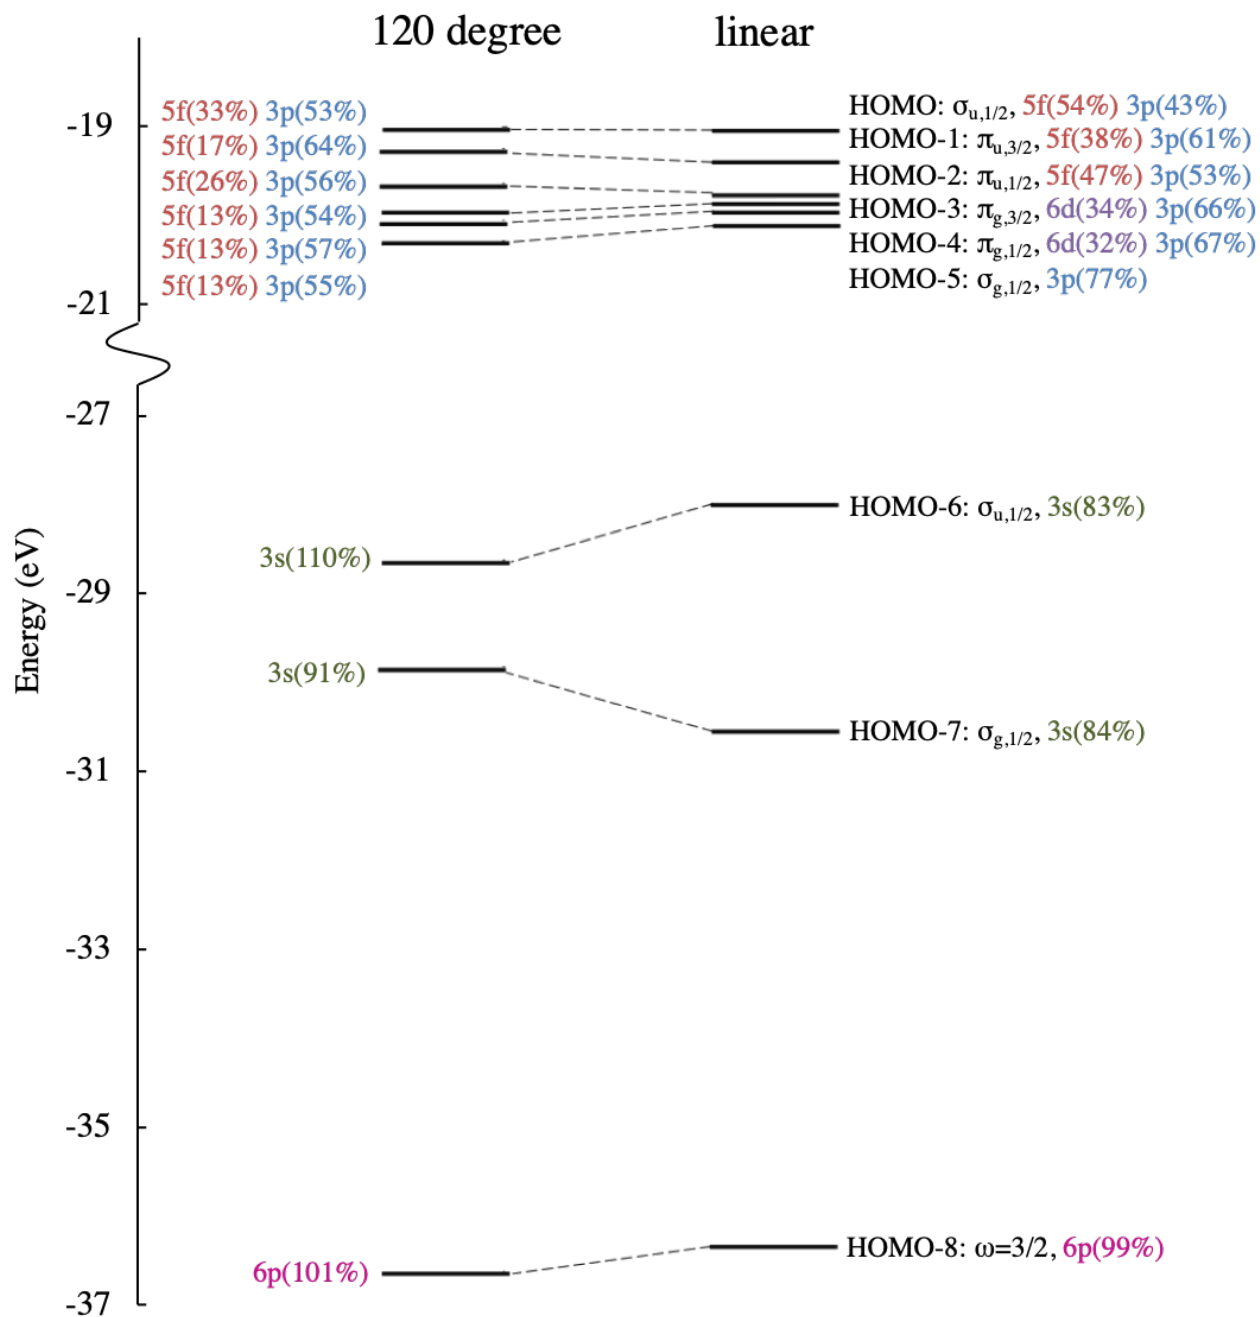 120 degree linear
5f(33%) 3p(53%) HOMO: σu,1/2, 5f(54%) 3p(43%)
-19
5f(17%) 3p(64%) HOMO-1: πu,3/2, 5f(38%) 3p(61%)
5f(26%) 3p(56%) HOMO-2: πu,1/2, 5f(47%) 3p(53%)
5f(13%) 3p(54%) HOMO-3: πg,3/2, 6d(34%) 3p(66%)
5f(13%) 3p(57%) HOMO-4: πg,1/2, 6d(32%) 3p(67%)
5f(13%) 3p(55%) HOMO-5: σg,1/2, 3p(77%)
-21
-27
HOMO-6: σu,1/2, 3s(83%)
3s(110%)
-29
Energy (eV)
3s(91%)
HOMO-7: σg,1/2, 3s(84%)
-31
-33
-35
HOMO-8: ω=3/2, 6p(99%)
6p(101%)
-37